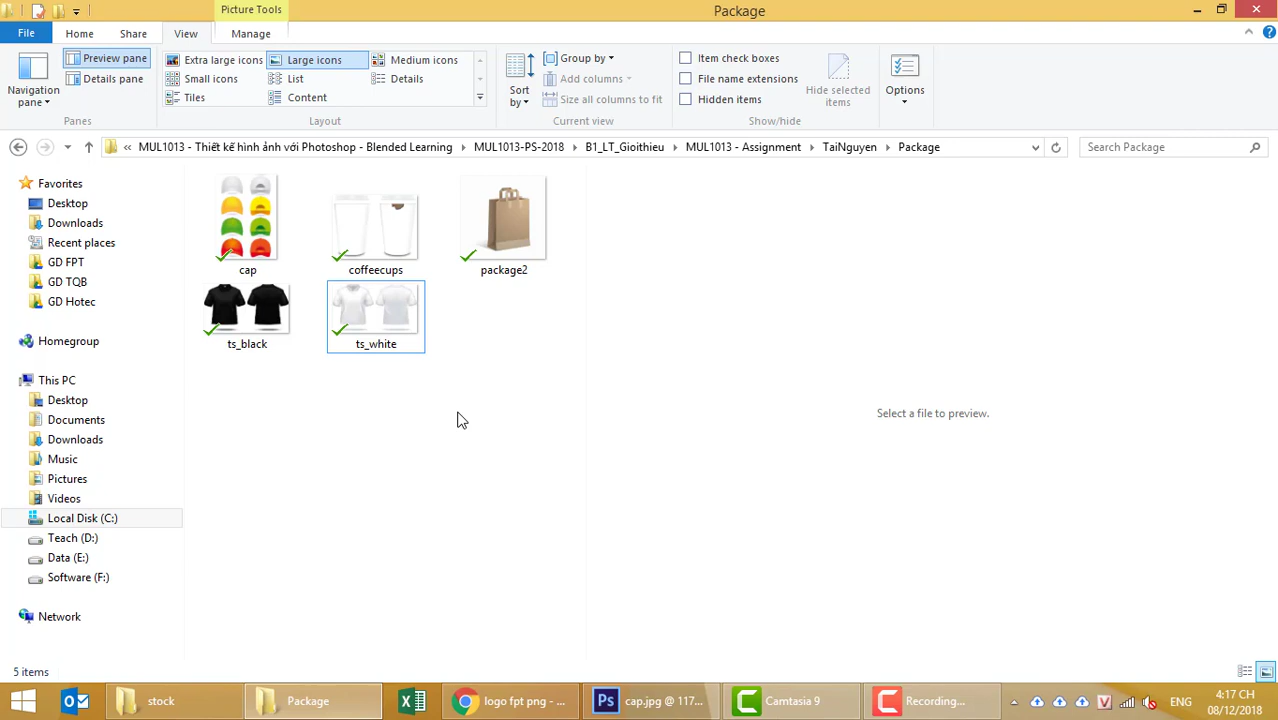 Picture Tools
Package
File
Home
Share
View
Manage
Navigation pane
Preview pane
Details pane
Panes
Extra large icons
Large icons
Medium icons
Small icons
List
Details
Tiles
Content
Layout
Sort by
Group by
Add columns
Size all columns to fit
Current view
Item check boxes
File name extensions
Hidden items
Hide selected items
Show/hide
Options
« MUL1013 - Thiết kế hình ảnh với Photoshop - Blended Learning
MUL1013-PS-2018
B1_LT_Gioithieu
MUL1013 - Assignment
TaiNguyen
Package
Search Package
Favorites
Desktop
Downloads
Recent places
GD FPT
GD TQB
GD Hotec
Homegroup
This PC
Desktop
Documents
Downloads
Music
Pictures
Videos
Local Disk (C:)
Teach (D:)
Data (E:)
Software (F:)
Network
cap
coffeecups
package2
ts_black
ts_white
Select a file to preview.
5 items
stock
Package
logo fpt png - ...
Ps
cap.jpg @ 117...
Camtasia 9
Recording...
V
ENG
4:17 CH
08/12/2018